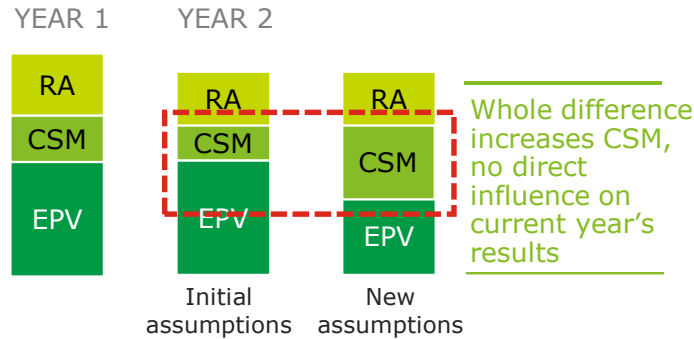 YEAR 1
YEAR 2
RA
CSM
EPV
RA
CSM
EPV
Initial
assumptions
RA
CSM
EPV
New
assumptions
Whole difference
increases CSM,
no direct
influence on
current year's
results